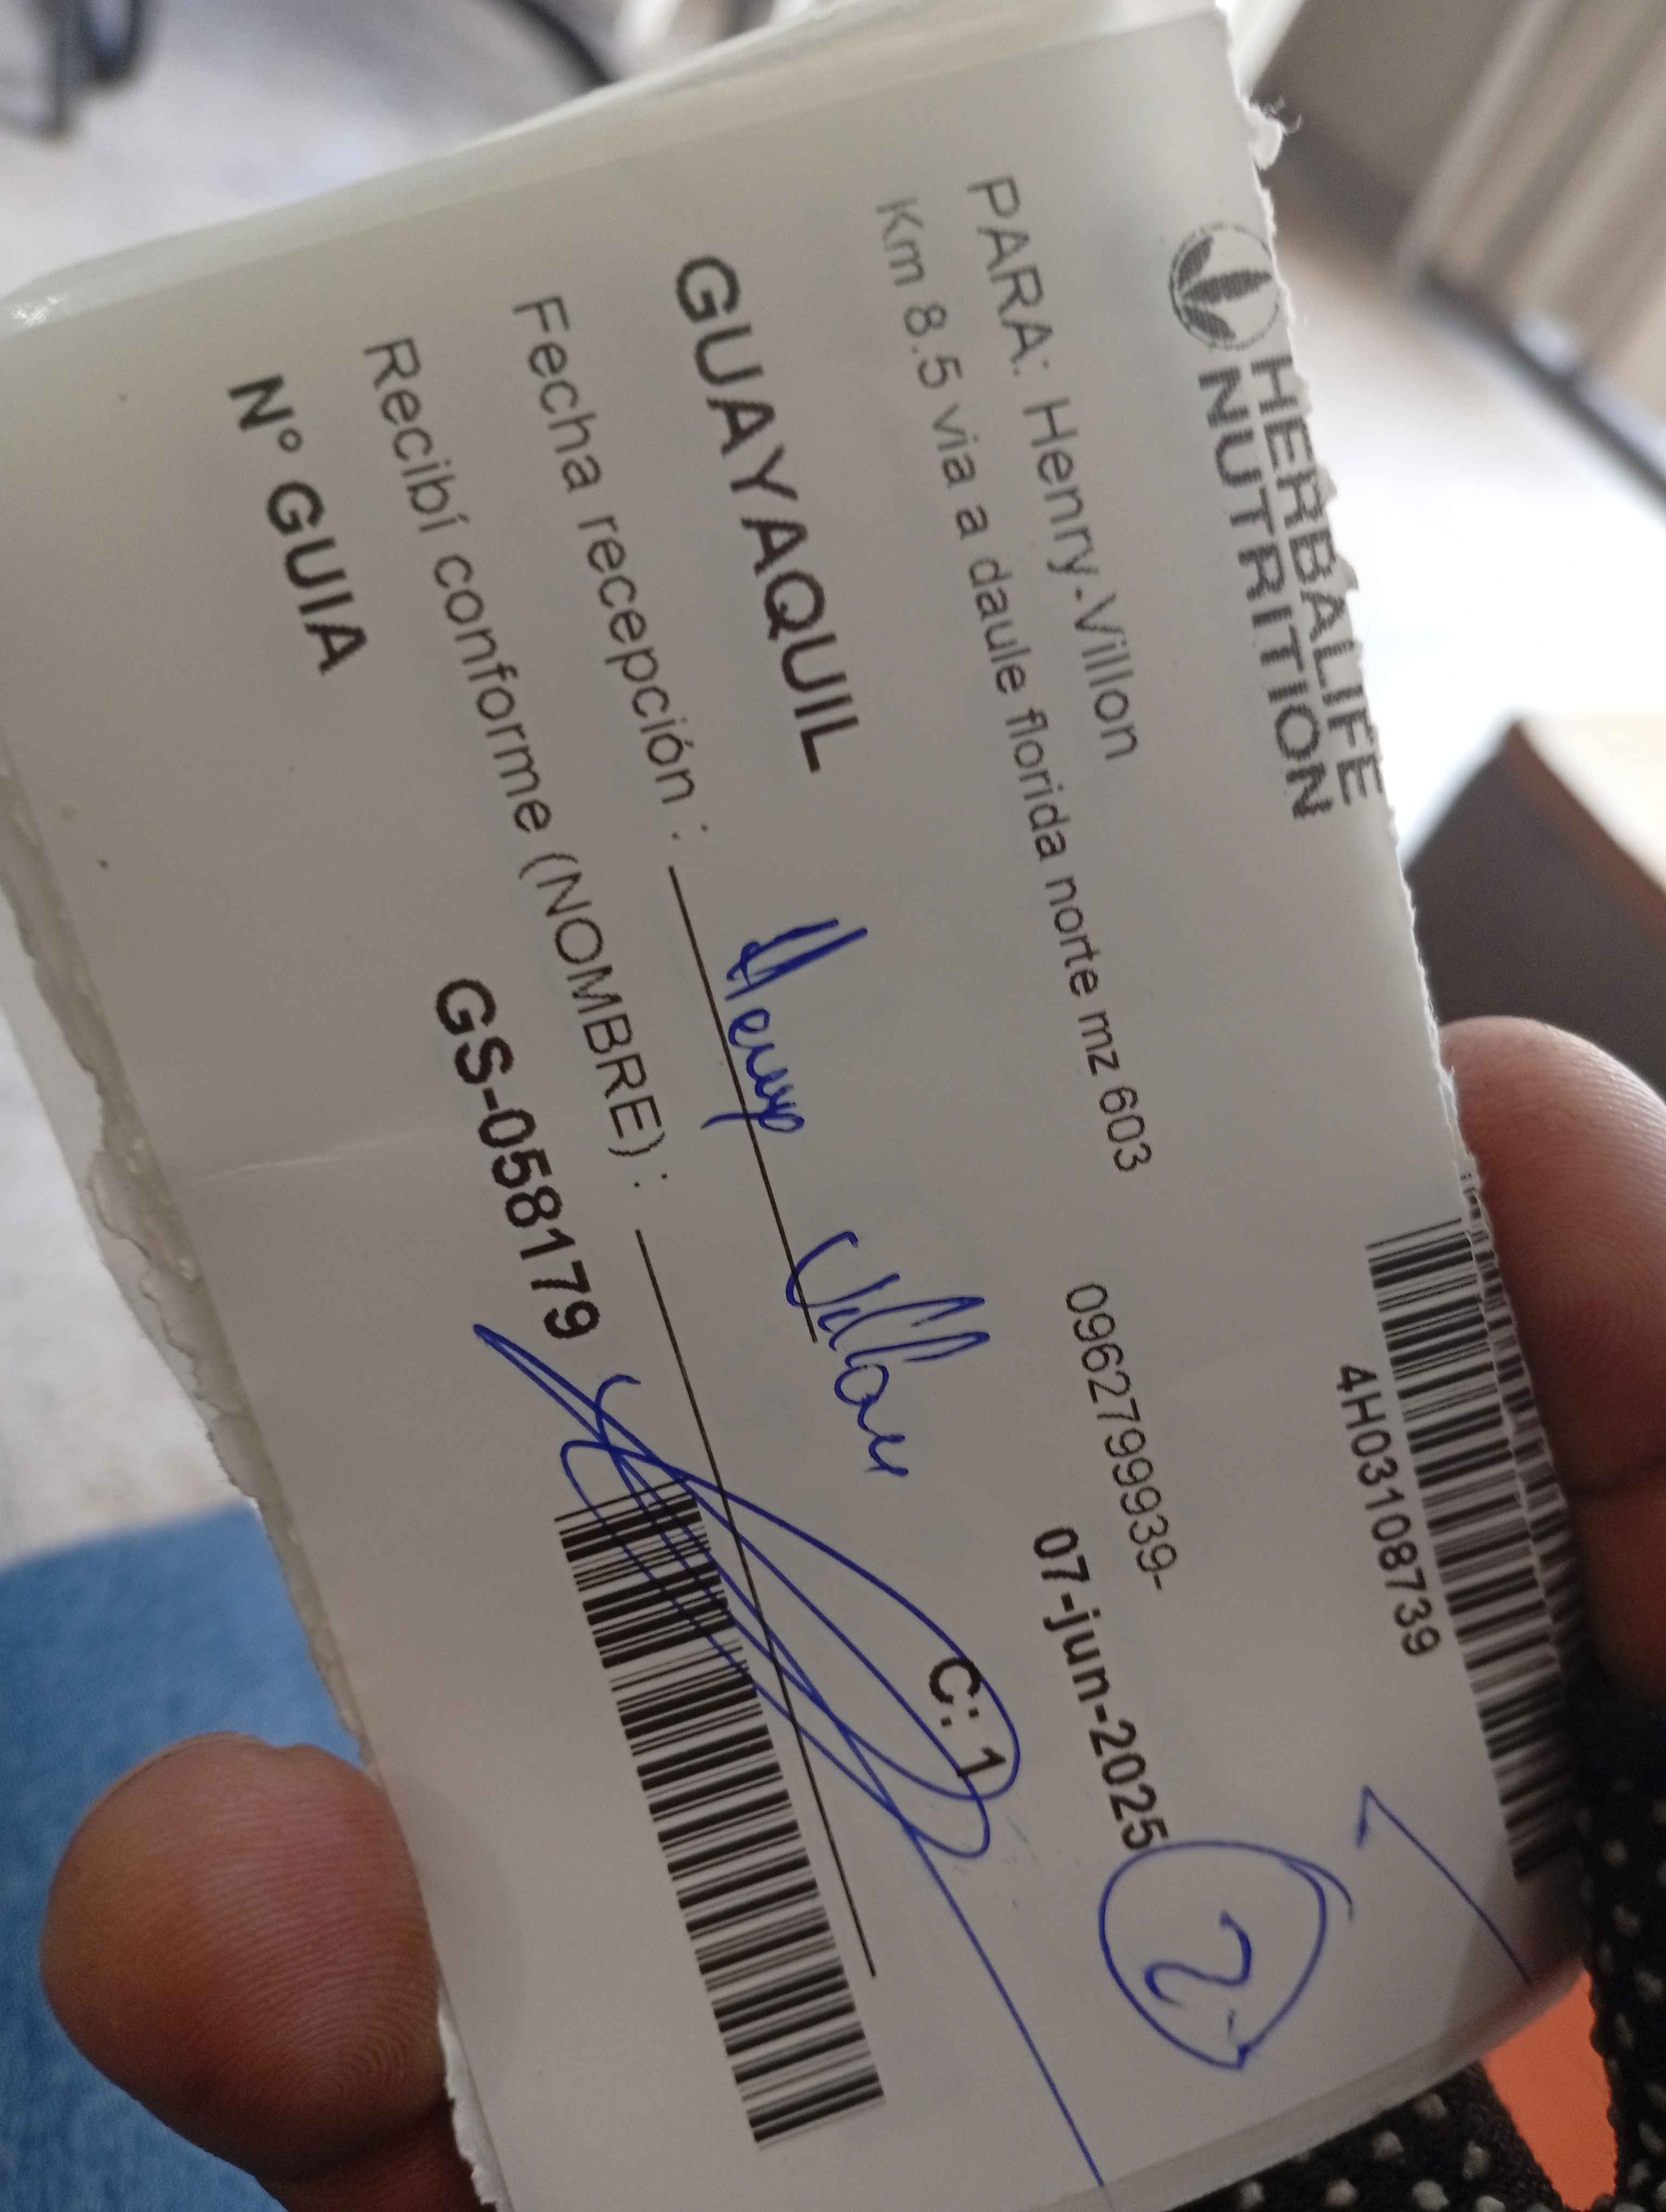 HERBALIFE
NUTRITION
4H03108739
PARA: Henry.Villon
Km 8.5 via a daule florida norte mz 603
0962799939-
07-jun-2025
2
GUAYAQUIL
C: 1
Fecha recepción :
Henry Villon
Recibí conforme (NOMBRE) :
N° GUIA
GS-058179